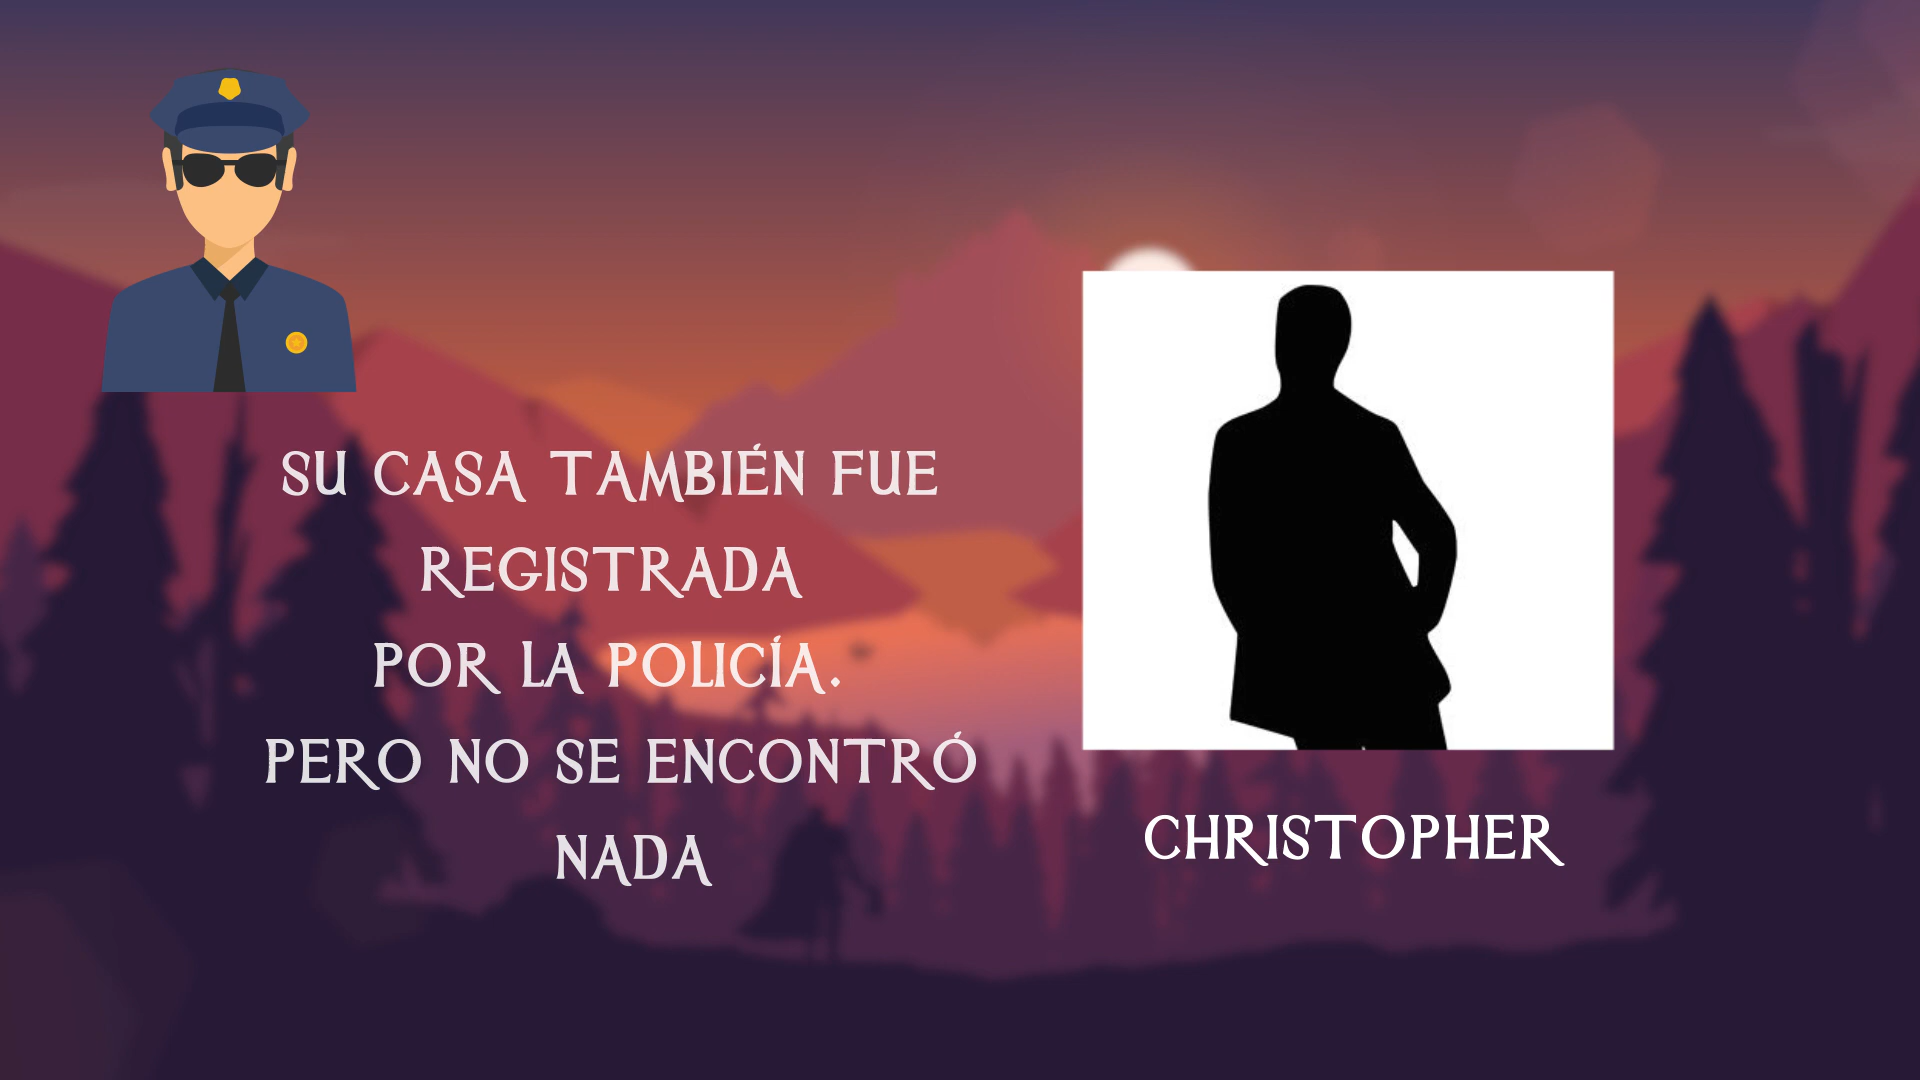 SU CASA TAMBIÉN FUE
REGISTRADA
POR LA POLICÍA.
PERO NO SE ENCONTRÓ
NADA
CHRISTOPHER